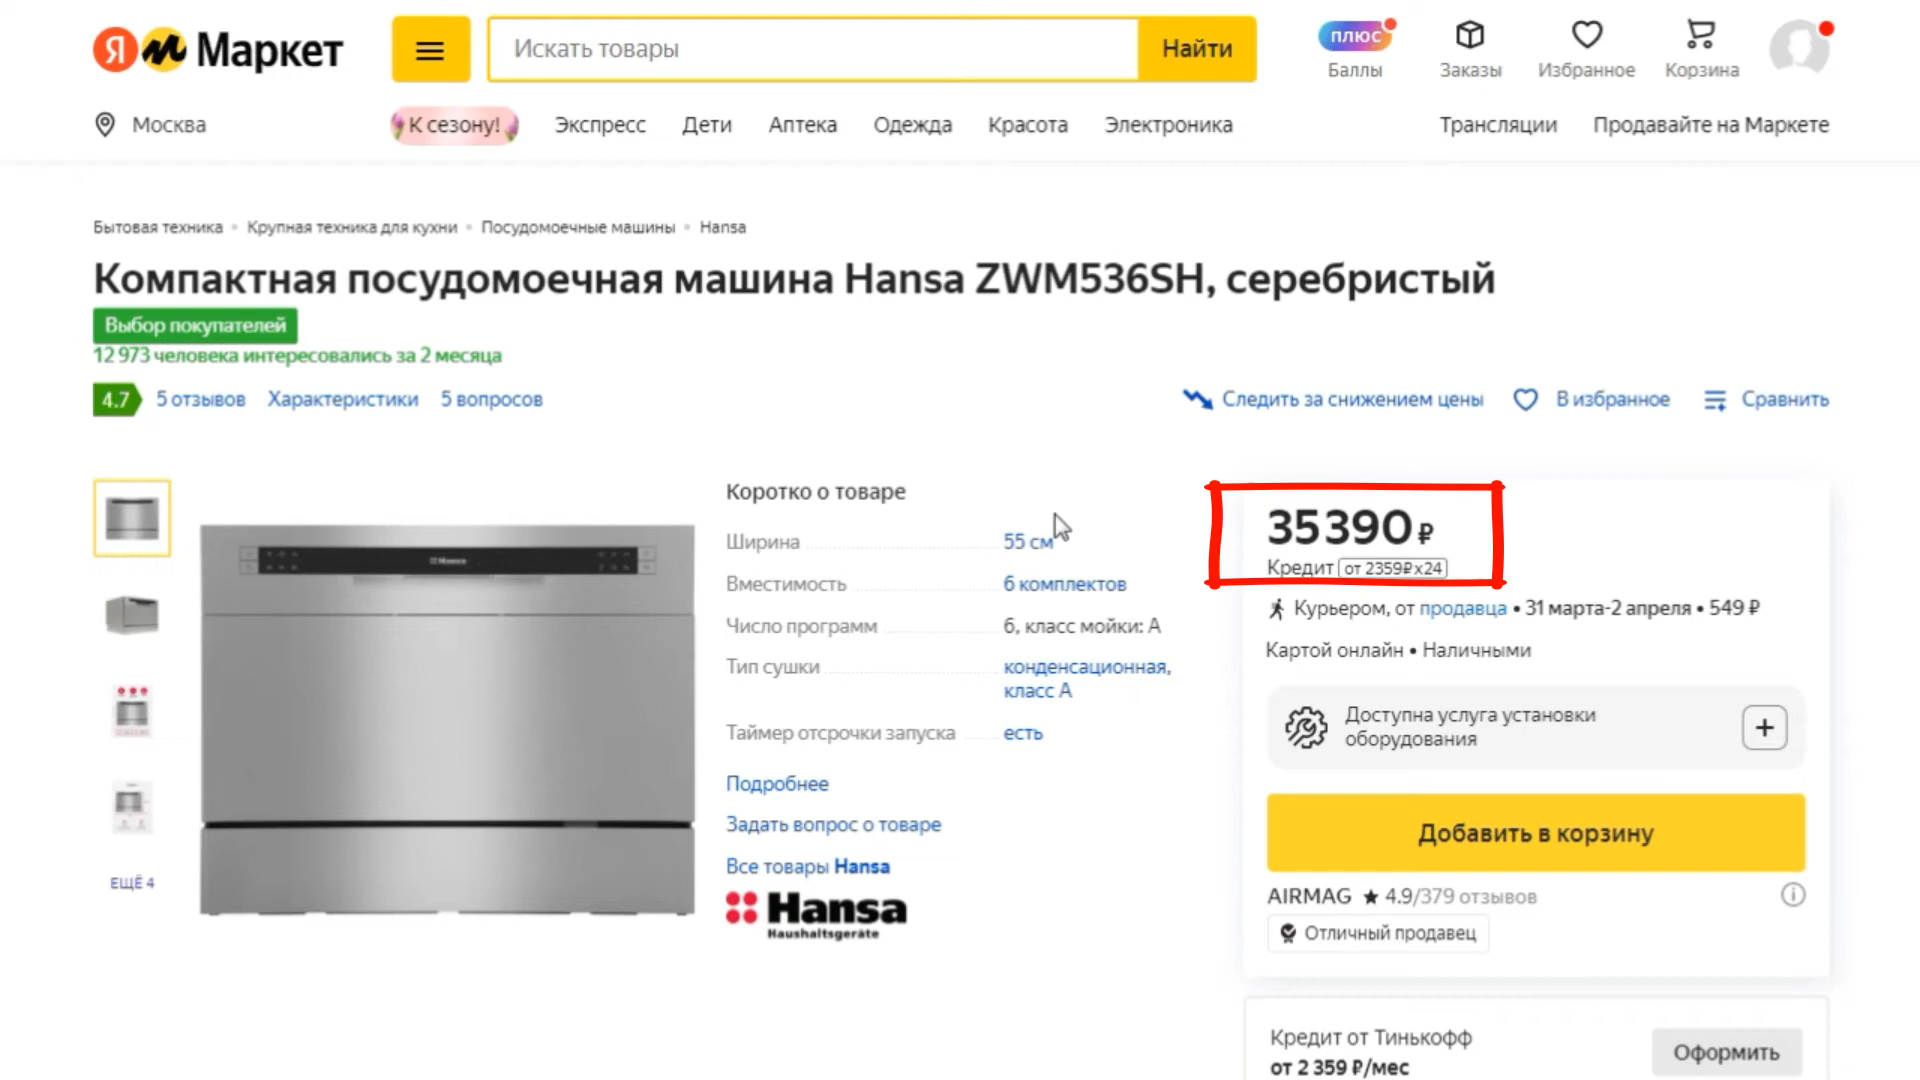 Я м Маркет
Искать товары
Найти
плюс
Баллы
Заказы
Избранное
Корзина
Москва
К сезону!
Экспресс
Дети
Аптека
Одежда
Красота
Электроника
Трансляции
Продавайте на Маркете
Бытовая техника • Крупная техника для кухни • Посудомоечные машины • Hansa
Компактная посудомоечная машина Hansa ZWM536SH, серебристый
Выбор покупателей
12 973 человека интересовались за 2 месяца
4.7
5 отзывов
Характеристики
5 вопросов
Следить за снижением цены
В избранное
Сравнить
ЕЩЁ 4
Hansa
Коротко о товаре
Ширина 55 см
Вместимость 6 комплектов
Число программ 6, класс мойки: A
Тип сушки конденсационная,
класс A
Таймер отсрочки запуска есть
Подробнее
Задать вопрос о товаре
Все товары Hansa
Hansa
Haushaltsgeräte
35 390 ₽
Кредит от 2359₽x24
Курьером, от продавца • 31 марта-2 апреля • 549 ₽
Картой онлайн • Наличными
Доступна услуга установки
оборудования
Добавить в корзину
AIRMAG ★ 4.9/379 отзывов
Отличный продавец
Кредит от Тинькофф
от 2 359 ₽/мес
Оформить